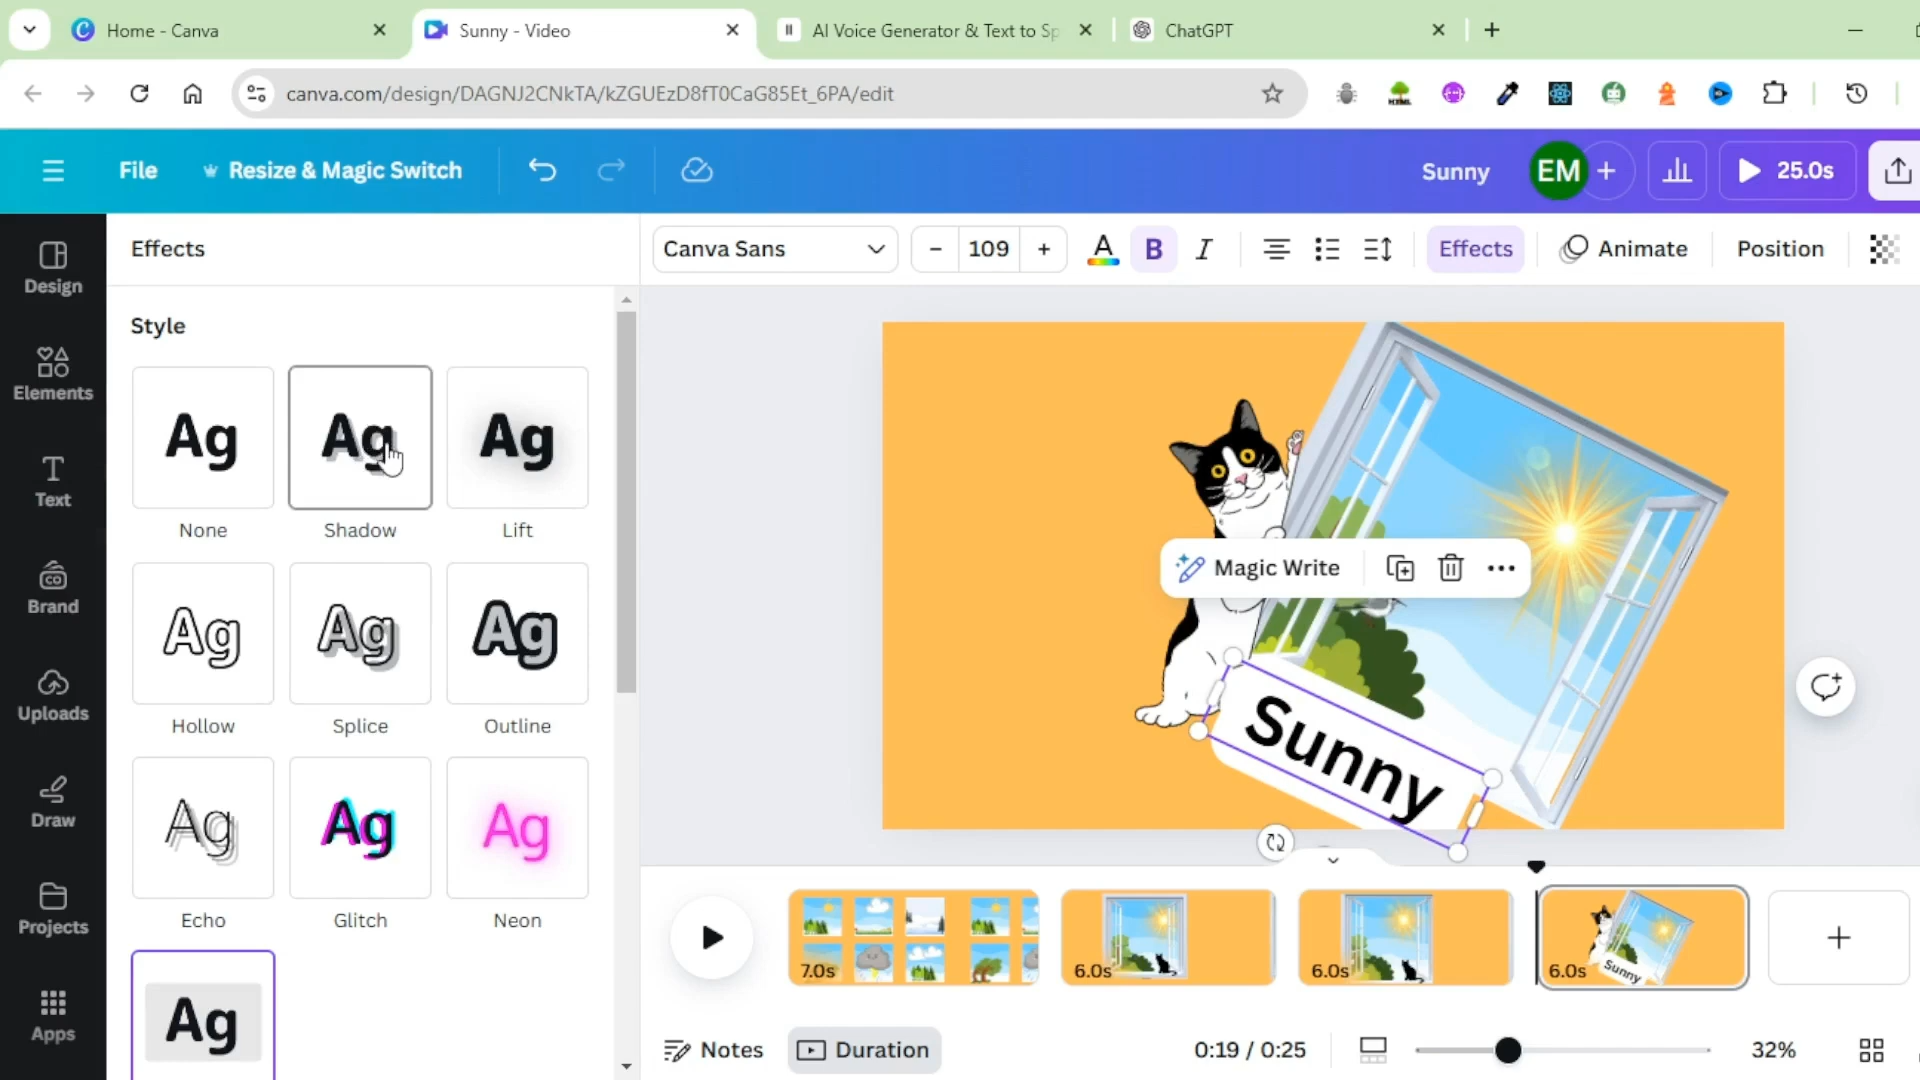 Home - Canva
Sunny - Video
AI Voice Generator & Text to Sp
ChatGPT
canva.com/design/DAGNJ2CNkTA/kZGUEzD8fT0CaG85Et_6PA/edit
File
Resize & Magic Switch
Sunny
EM
25.0s
Design
Elements
Text
Brand
Uploads
Draw
Projects
Apps
Effects
Style
Ag Ag Ag
None Shadow Lift
Ag Ag Ag
Hollow Splice Outline
Ag Ag Ag
Echo Glitch Neon
Ag
Canva Sans
109
A
B
I
Effects
Animate
Position
Magic Write
Sunny
7.0s
6.0s
6.0s
6.0s
Sunny
Notes
Duration
0:19 / 0:25
32%